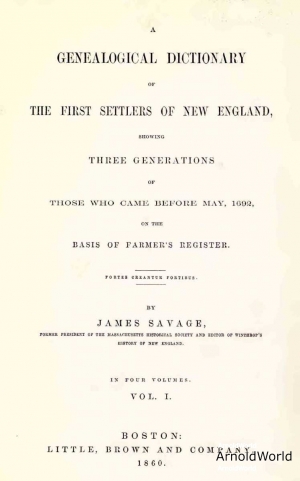 A
GENEALOGICAL DICTIONARY
OF
THE FIRST SETTLERS OF NEW ENGLAND,
SHOWING
THREE GENERATIONS
OF
THOSE WHO CAME BEFORE MAY, 1692,
ON THE
BASIS OF FARMER'S REGISTER.
FORTES CREANTUR FORTIBUS.
BY
JAMES SAVAGE,
FORMER PRESIDENT OF THE MASSACHUSETTS HISTORICAL SOCIETY AND EDITOR OF WINTHROP'S
HISTORY OF NEW ENGLAND.
IN FOUR VOLUMES.
VOL. I.
BOSTON:
LITTLE, BROWN AND COMPANY
1860.
ArnoldWorld